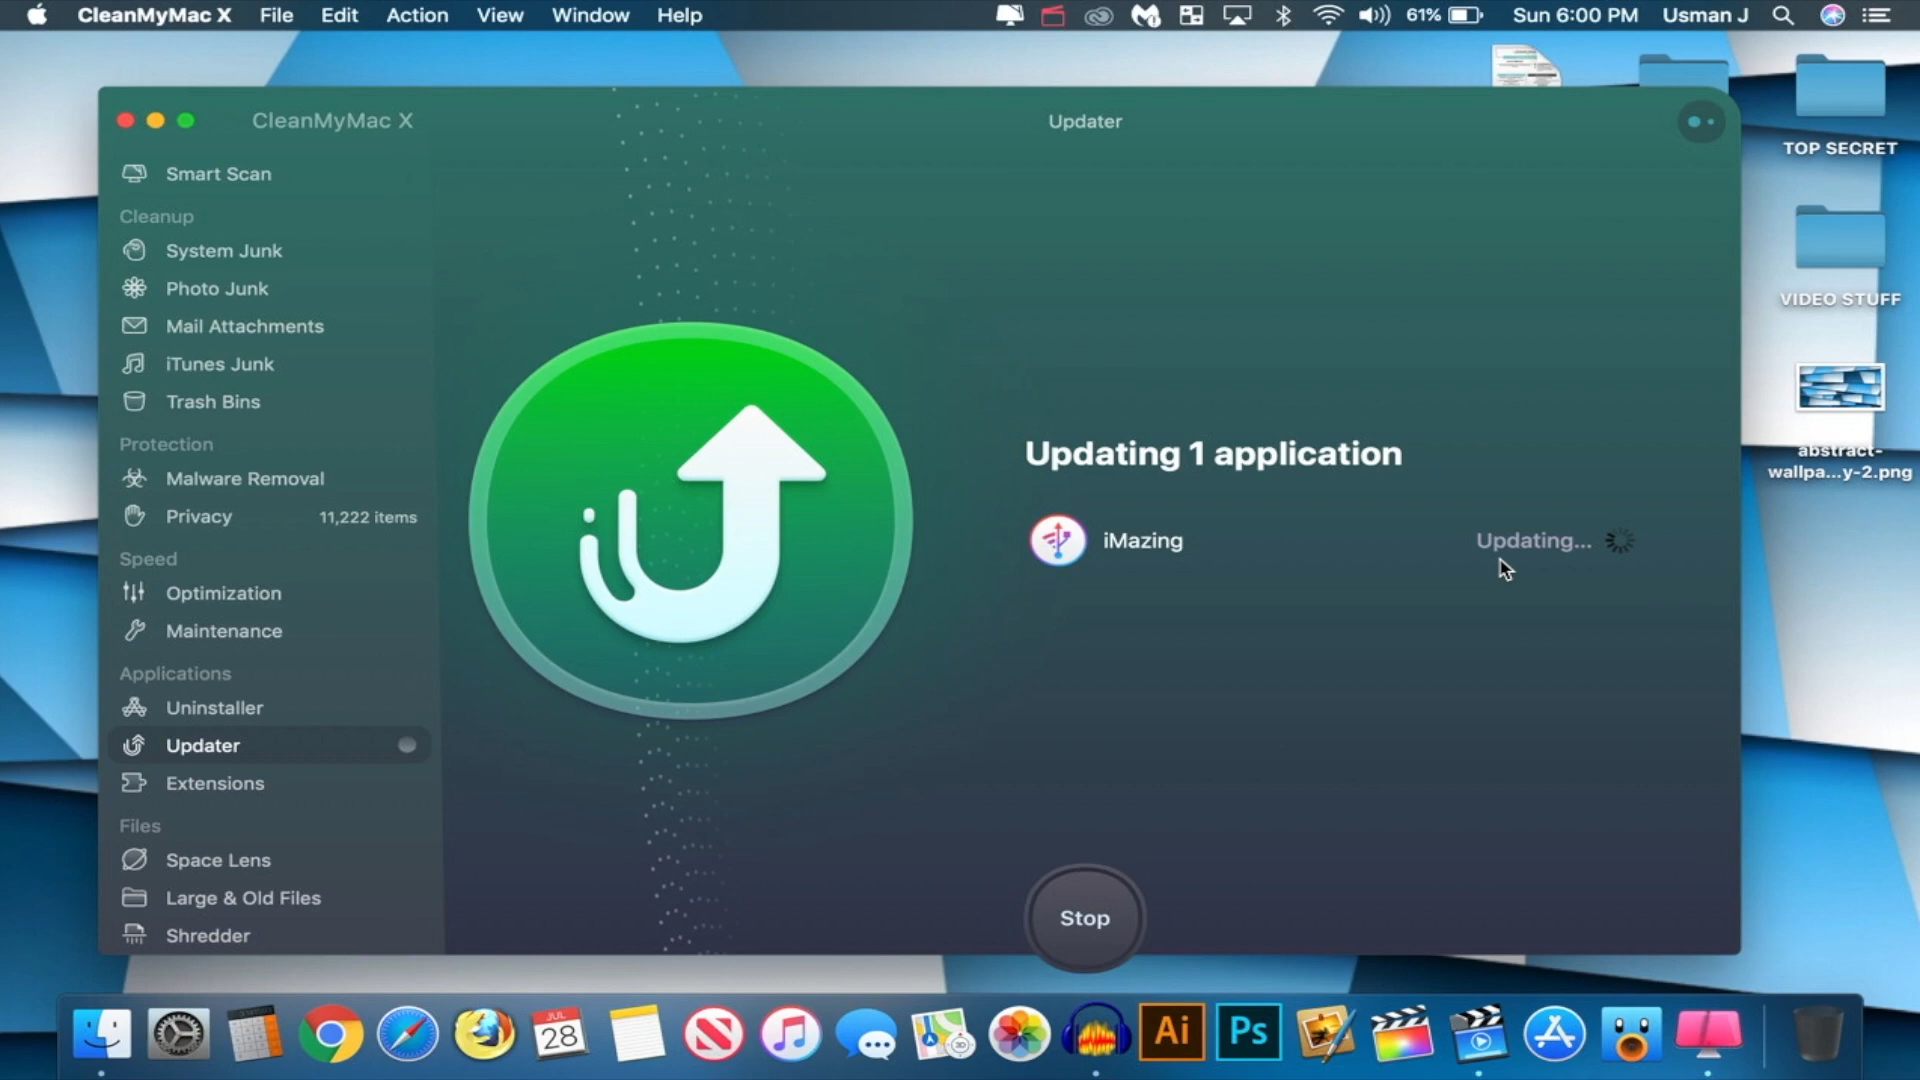 CleanMyMac X File Edit Action View Window Help 61% Sun 6:00 PM Usman J
CleanMyMac X
Updater
Smart Scan
Cleanup
System Junk
Photo Junk
Mail Attachments
iTunes Junk
Trash Bins
Protection
Malware Removal
Privacy 11,222 items
Speed
Optimization
Maintenance
Applications
Uninstaller
Updater
Extensions
Files
Space Lens
Large & Old Files
Shredder
Updating 1 application
iMazing Updating...
Stop
TOP SECRET
VIDEO STUFF
abstract-
wallpa...y-2.png
JUL
28
3D
Ai
Ps